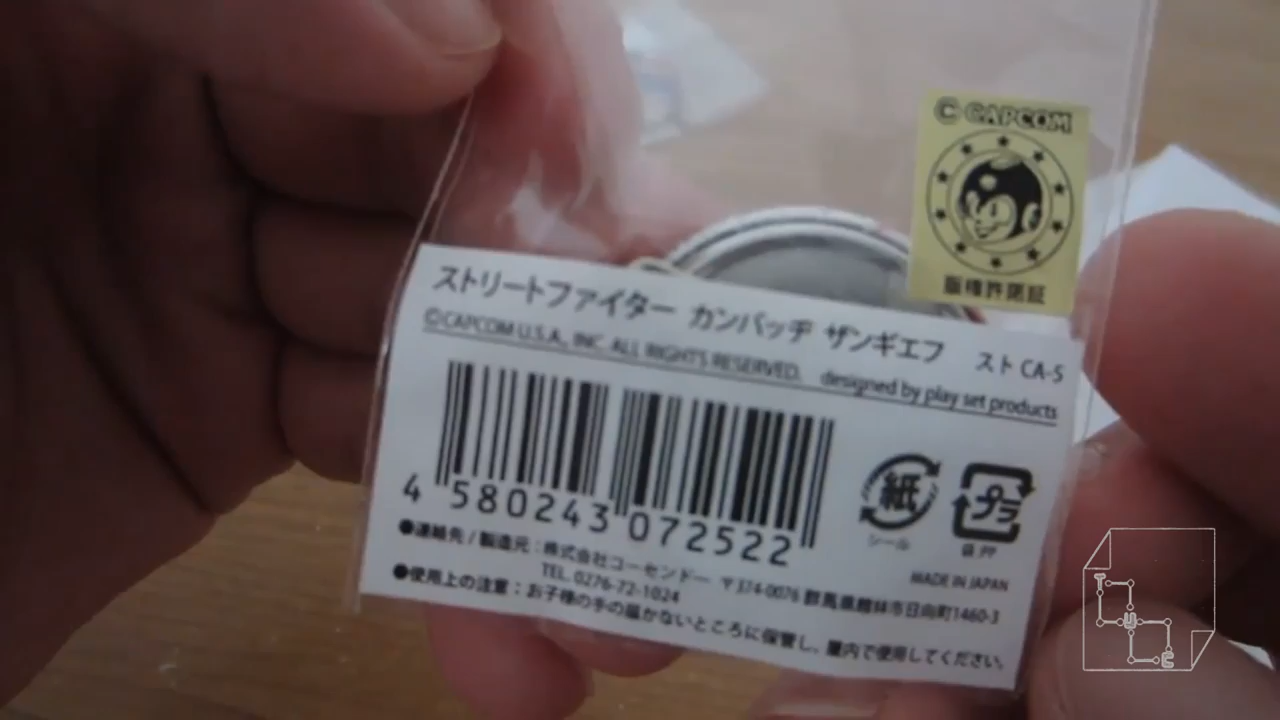 © CAPCOM
版権許諾証
ストリートファイター カンバッヂ ザンギエフ スト CA-5
©CAPCOM U.S.A., INC. ALL RIGHTS RESERVED. designed by play set products
4 580243 072522
紙
シール
プラ
袋 PP
MADE IN JAPAN
●連絡先 / 製造元：株式会社コーセンドー 〒374-0076 群馬県館林市日向町1460-3
TEL. 0276-72-1024
●使用上の注意：お子様の手の届かないところに保管し、屋内で使用してください。
T
U
C